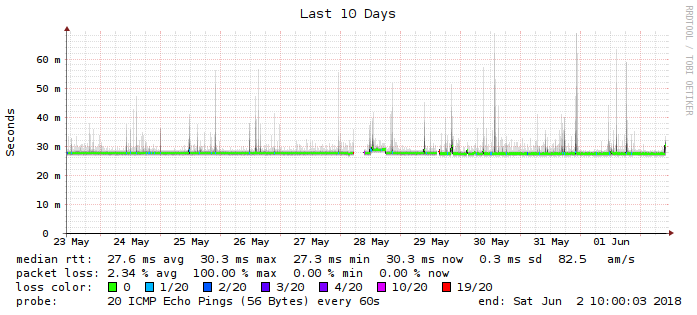 Last 10 Days
RRDTOOL / TOBI OETIKER
Seconds
60 m
50 m
40 m
30 m
20 m
10 m
0
23 May 24 May 25 May 26 May 27 May 28 May 29 May 30 May 31 May 01 Jun
median rtt: 27.6 ms avg 30.3 ms max 27.3 ms min 30.3 ms now 0.3 ms sd 82.5 am/s
packet loss: 2.34 % avg 100.00 % max 0.00 % min 0.00 % now
loss color: 0 1/20 2/20 3/20 4/20 10/20 19/20
probe: 20 ICMP Echo Pings (56 Bytes) every 60s end: Sat Jun 2 10:00:03 2018